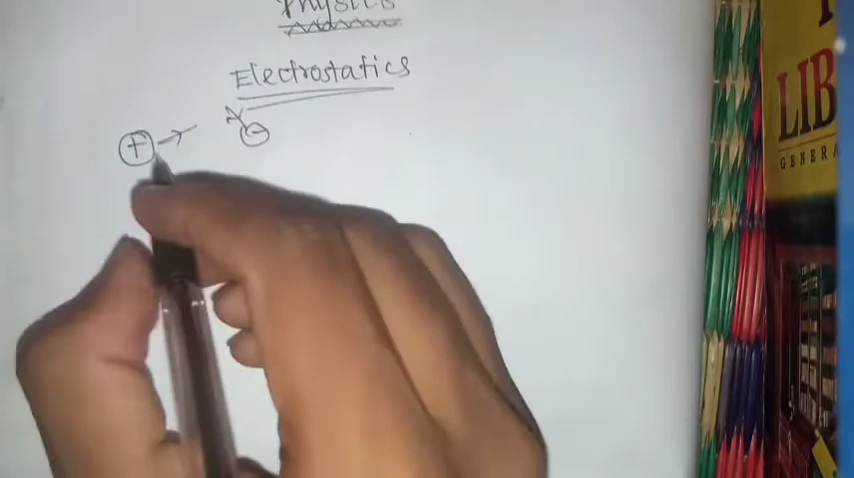 Physics
Electrostatics
+
-
LIB
GENERA